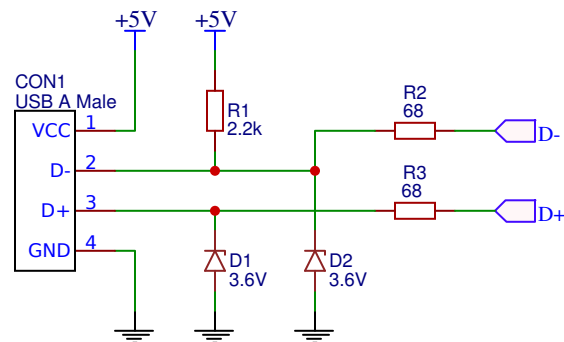 +5V
+5V
CON1
USB A Male
VCC 1
D- 2
D+ 3
GND 4
R1
2.2k
R2
68
D-
R3
68
D+
D1
3.6V
D2
3.6V